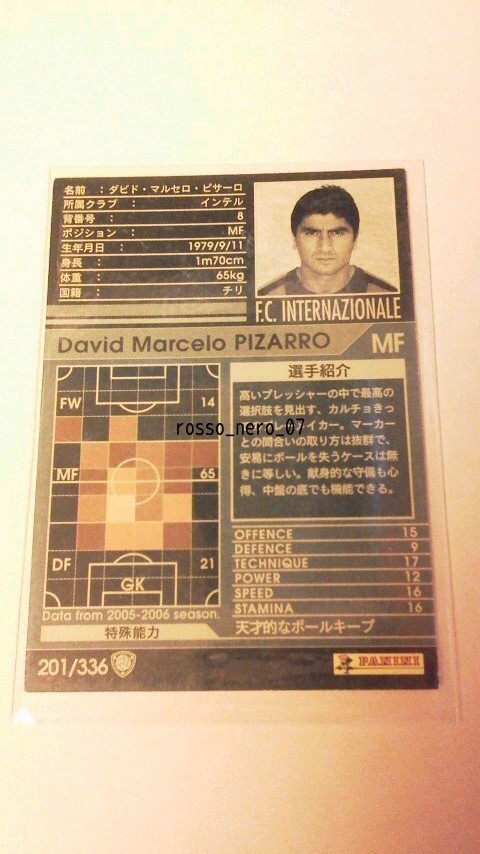 名前 : ダビド・マルセロ・ピサーロ
所属クラブ : インテル
背番号 : 8
ポジション : MF
生年月日 : 1979/9/11
身長 : 1m70cm
体重 : 65kg
国籍 : チリ
F.C. INTERNAZIONALE
David Marcelo PIZARRO MF
FW 14
MF 65
DF 21
GK
Data from 2005-2006 season.
特殊能力
選手紹介
高いプレッシャーの中で最高の
選択肢を見出す、カルチョきっ
イカー。マーカー
rosso_nero_07
との間合いの取り方は抜群で、
安易にボールを失うケースは無
きに等しい。献身的な守備も心
得、中盤の底でも機能できる。
OFFENCE 15
DEFENCE 9
TECHNIQUE 17
POWER 12
SPEED 16
STAMINA 16
天才的なボールキープ
201/336
PANINI